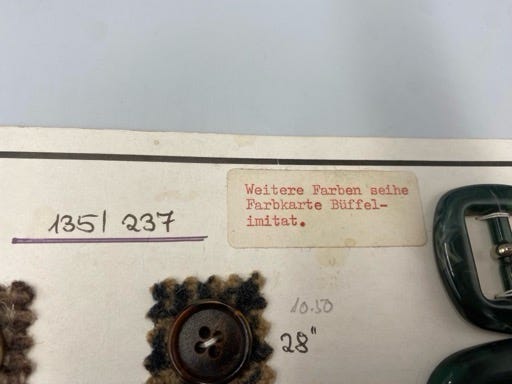 Weitere Farben seihe
Farbkarte Büffel-
imitat.
135/ 237
10.50
28"